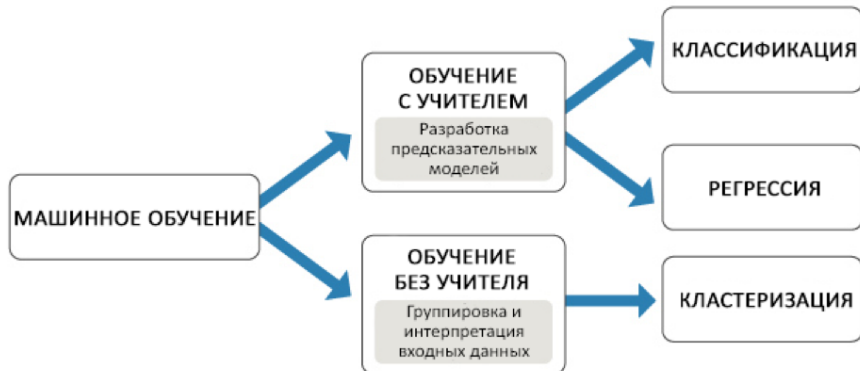 МАШИННОЕ ОБУЧЕНИЕ
ОБУЧЕНИЕ
С УЧИТЕЛЕМ
Разработка
предсказательных
моделей
ОБУЧЕНИЕ
БЕЗ УЧИТЕЛЯ
Группировка и
интерпретация
входных данных
КЛАССИФИКАЦИЯ
РЕГРЕССИЯ
КЛАСТЕРИЗАЦИЯ